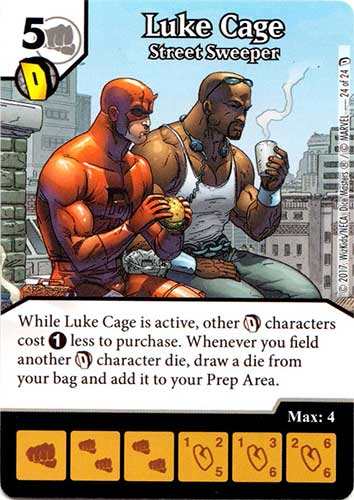 5
Luke Cage
Street Sweeper
© 2017, WizKids/NECA. Dice Masters ® / © MARVEL — 24 of 24
While Luke Cage is active, other characters
cost 1 less to purchase. Whenever you field
another character die, draw a die from
your bag and add it to your Prep Area.
Max: 4
1 2 5
1 3 6
2 6 6